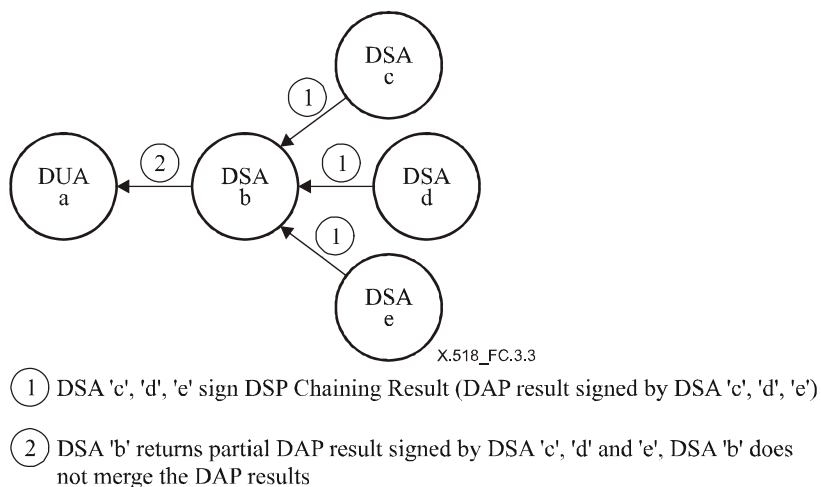 DSA
c
1
DUA
a
2
DSA
b
1
DSA
d
1
DSA
e
X.518_FC.3.3
1 DSA 'c', 'd', 'e' sign DSP Chaining Result (DAP result signed by DSA 'c', 'd', 'e')
2 DSA 'b' returns partial DAP result signed by DSA 'c', 'd' and 'e', DSA 'b' does
not merge the DAP results